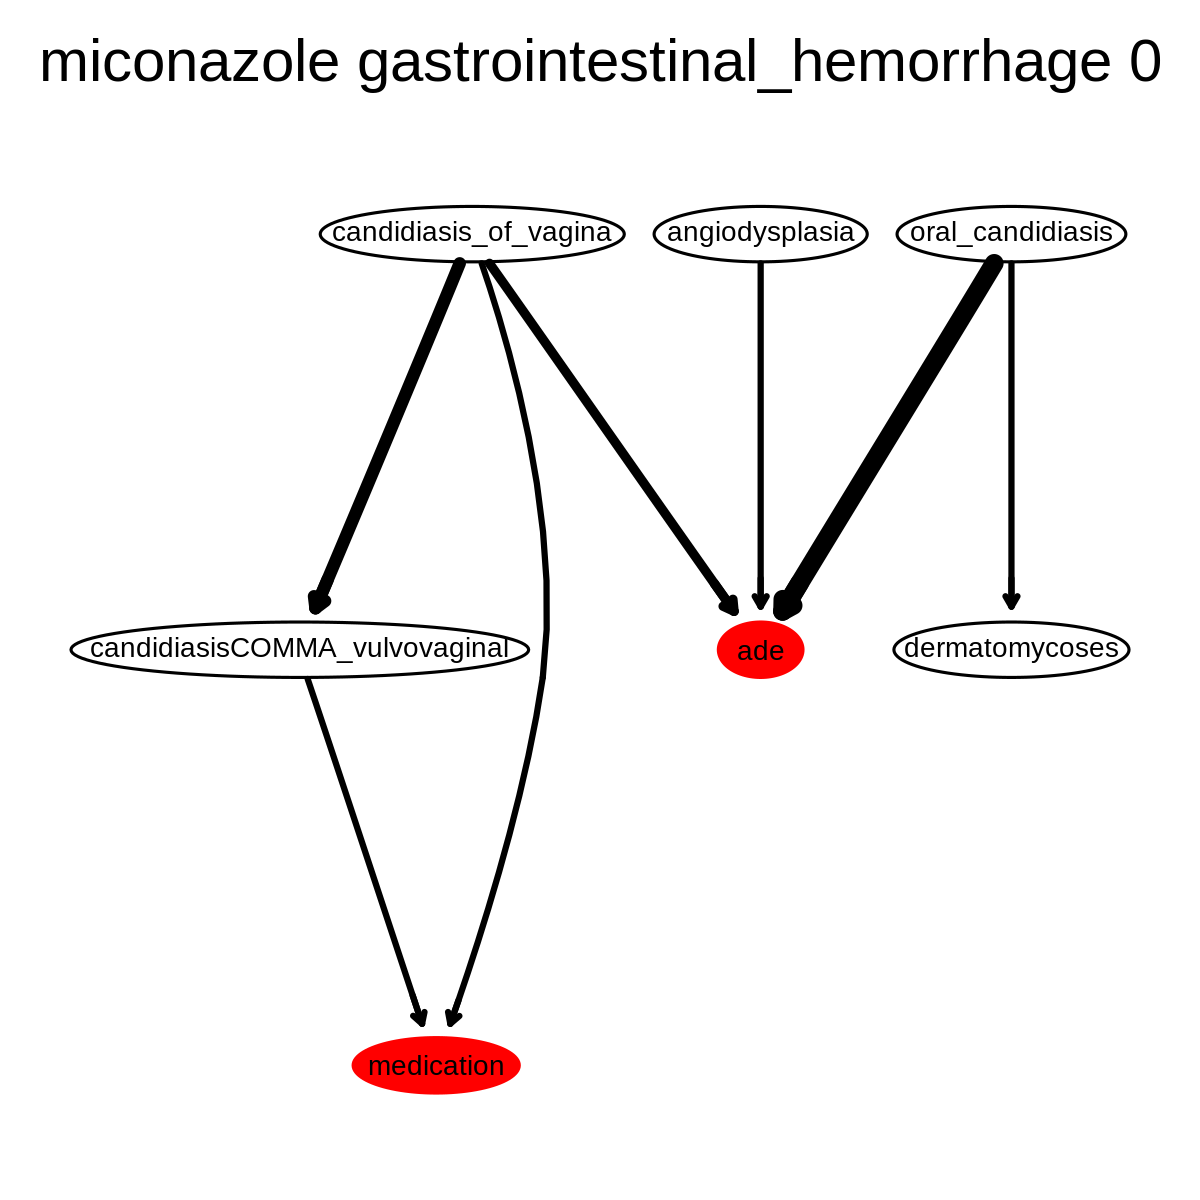 miconazole gastrointestinal_hemorrhage 0
candidiasis_of_vagina angiodysplasia oral_candidiasis
candidiasisCOMMA_vulvovaginal ade dermatomycoses
medication